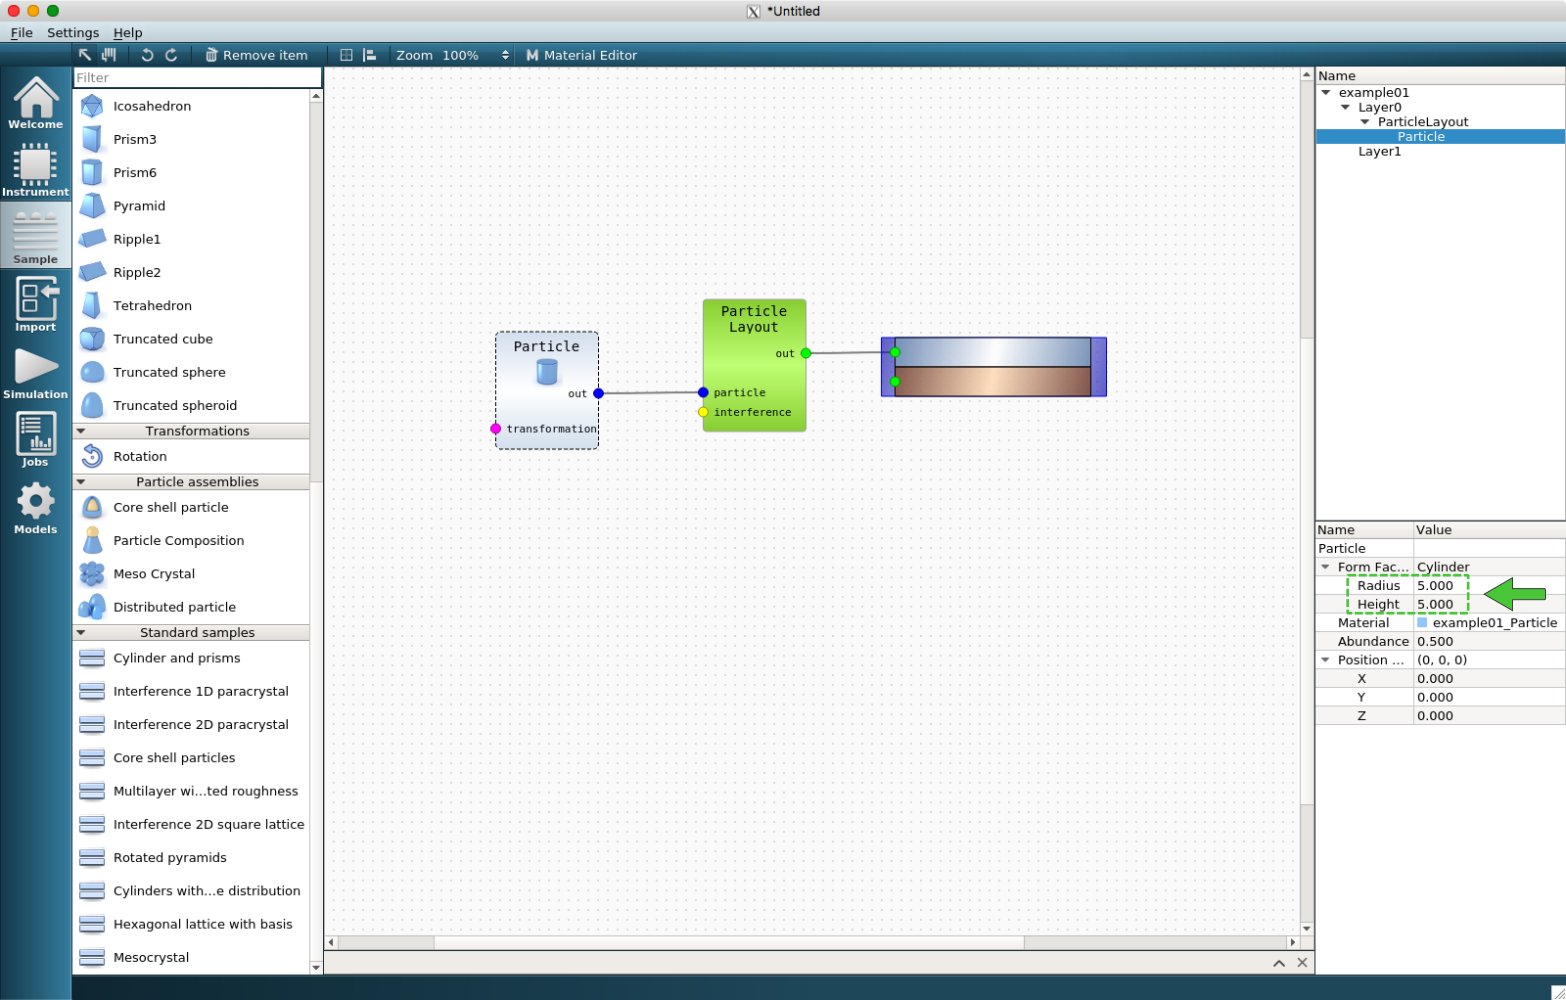 *Untitled
File Settings Help
Remove item Zoom 100% Material Editor
Welcome
Instrument
Sample
Import
Simulation
Jobs
Models
Filter
Icosahedron
Prism3
Prism6
Pyramid
Ripple1
Ripple2
Tetrahedron
Truncated cube
Truncated sphere
Truncated spheroid
Transformations
Rotation
Particle assemblies
Core shell particle
Particle Composition
Meso Crystal
Distributed particle
Standard samples
Cylinder and prisms
Interference 1D paracrystal
Interference 2D paracrystal
Core shell particles
Multilayer wi...ted roughness
Interference 2D square lattice
Rotated pyramids
Cylinders with...e distribution
Hexagonal lattice with basis
Mesocrystal
Particle
out
transformation
Particle
Layout
out
particle
interference
Name
example01
Layer0
ParticleLayout
Particle
Layer1
Name Value
Particle
Form Fac... Cylinder
Radius 5.000
Height 5.000
Material example01_Particle
Abundance 0.500
Position ... (0, 0, 0)
X 0.000
Y 0.000
Z 0.000